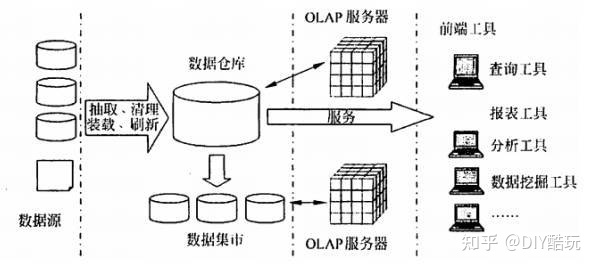 OLAP 服务器
前端工具
数据仓库
查询工具
抽取、清理
装载、刷新
服务
报表工具
分析工具
数据挖掘工具
……
数据源
数据集市
OLAP 服务器
知乎 @DIY酷玩